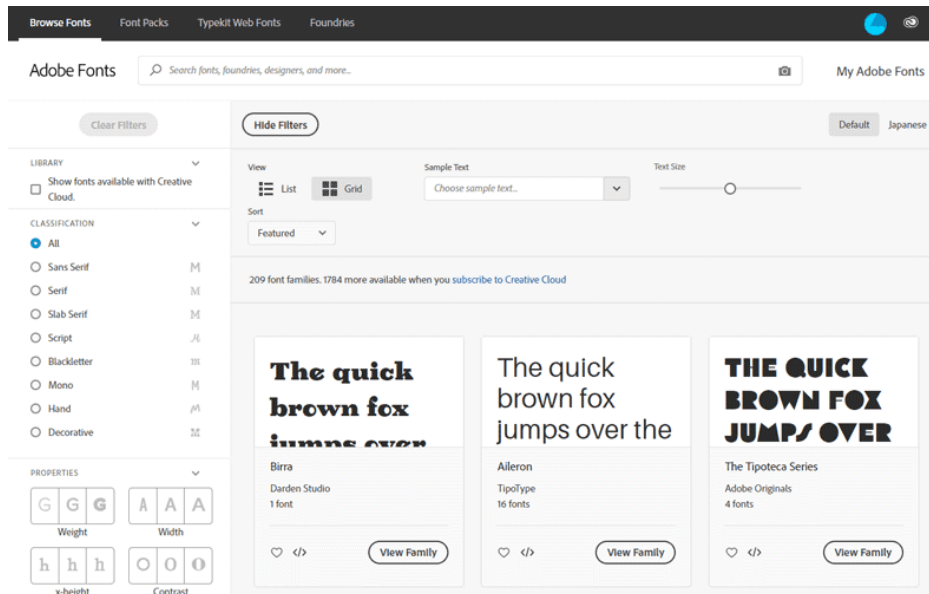 Browse Fonts Font Packs Typekit Web Fonts Foundries
Adobe Fonts Search fonts, foundries, designers, and more... My Adobe Fonts
Clear Filters Hide Filters Default Japanese
LIBRARY
Show fonts available with Creative
Cloud.
View Sample Text Text Size
List Grid Choose sample text...
Sort
Featured
CLASSIFICATION
All
Sans Serif M
Serif M
Slab Serif M
Script M
Blackletter m
Mono M
Hand M
Decorative M
209 font families. 1784 more available when you subscribe to Creative Cloud
PROPERTIES
G G G A A A
Weight Width
h h h O O O
x-height Contrast
The quick
brown fox
jumps over
Birra
Darden Studio
1 font
</> View Family
The quick
brown fox
jumps over the
Aileron
TipoType
16 fonts
</> View Family
THE QUICK
BROWN FOX
JUMPS OVER
The Tipoteca Series
Adobe Originals
4 fonts
</> View Family